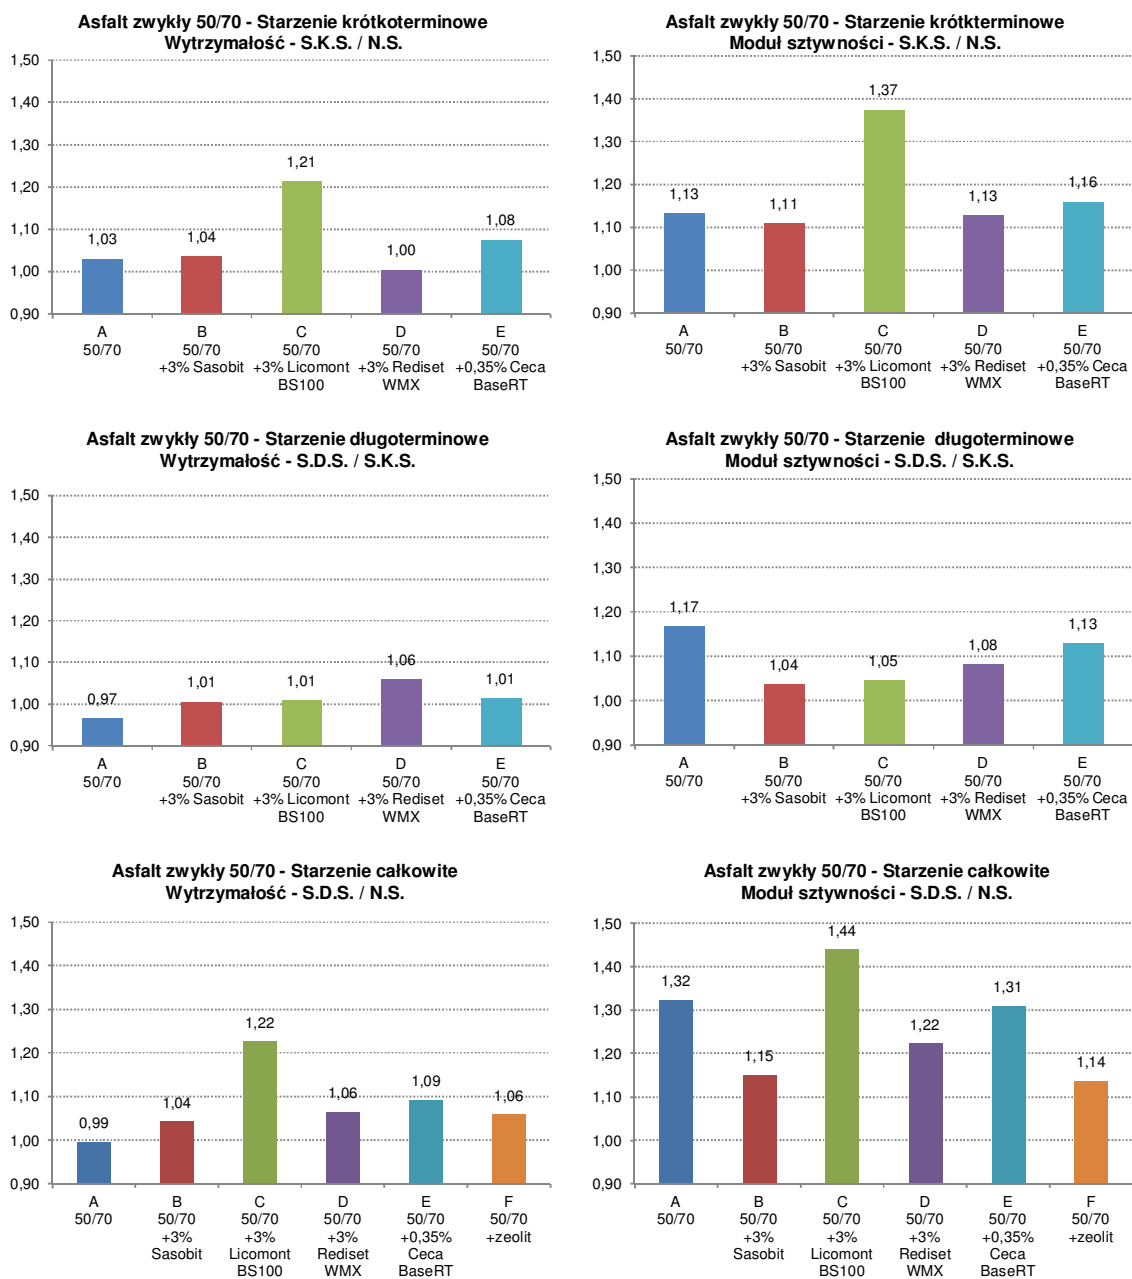 Asfalt zwykły 50/70 - Starzenie krótkoterminowe
Wytrzymałość - S.K.S. / N.S.
1,50
1,40
1,30
1,20
1,10
1,00
0,90
1,03
1,04
1,21
1,00
1,08
A
50/70
B
50/70
+3% Sasobit
C
50/70
+3% Licomont
BS100
D
50/70
+3% Rediset
WMX
E
50/70
+0,35% Ceca
BaseRT
Asfalt zwykły 50/70 - Starzenie krótkterminowe
Moduł sztywności - S.K.S. / N.S.
1,50
1,40
1,30
1,20
1,10
1,00
0,90
1,13
1,11
1,37
1,13
1,16
A
50/70
B
50/70
+3% Sasobit
C
50/70
+3% Licomont
BS100
D
50/70
+3% Rediset
WMX
E
50/70
+0,35% Ceca
BaseRT
Asfalt zwykły 50/70 - Starzenie długoterminowe
Wytrzymałość - S.D.S. / S.K.S.
1,50
1,40
1,30
1,20
1,10
1,00
0,90
0,97
1,01
1,01
1,06
1,01
A
50/70
B
50/70
+3% Sasobit
C
50/70
+3% Licomont
BS100
D
50/70
+3% Rediset
WMX
E
50/70
+0,35% Ceca
BaseRT
Asfalt zwykły 50/70 - Starzenie długoterminowe
Moduł sztywności - S.D.S. / S.K.S.
1,50
1,40
1,30
1,20
1,10
1,00
0,90
1,17
1,04
1,05
1,08
1,13
A
50/70
B
50/70
+3% Sasobit
C
50/70
+3% Licomont
BS100
D
50/70
+3% Rediset
WMX
E
50/70
+0,35% Ceca
BaseRT
Asfalt zwykły 50/70 - Starzenie całkowite
Wytrzymałość - S.D.S. / N.S.
1,50
1,40
1,30
1,20
1,10
1,00
0,90
0,99
1,04
1,22
1,06
1,09
1,06
A
50/70
B
50/70
+3%
Sasobit
C
50/70
+3%
Licomont
BS100
D
50/70
+3%
Rediset
WMX
E
50/70
+0,35%
Ceca
BaseRT
F
50/70
+zeolit
Asfalt zwykły 50/70 - Starzenie całkowite
Moduł sztywności - S.D.S. / N.S.
1,50
1,40
1,30
1,20
1,10
1,00
0,90
1,32
1,15
1,44
1,22
1,31
1,14
A
50/70
B
50/70
+3%
Sasobit
C
50/70
+3%
Licomont
BS100
D
50/70
+3%
Rediset
WMX
E
50/70
+0,35%
Ceca
BaseRT
F
50/70
+zeolit